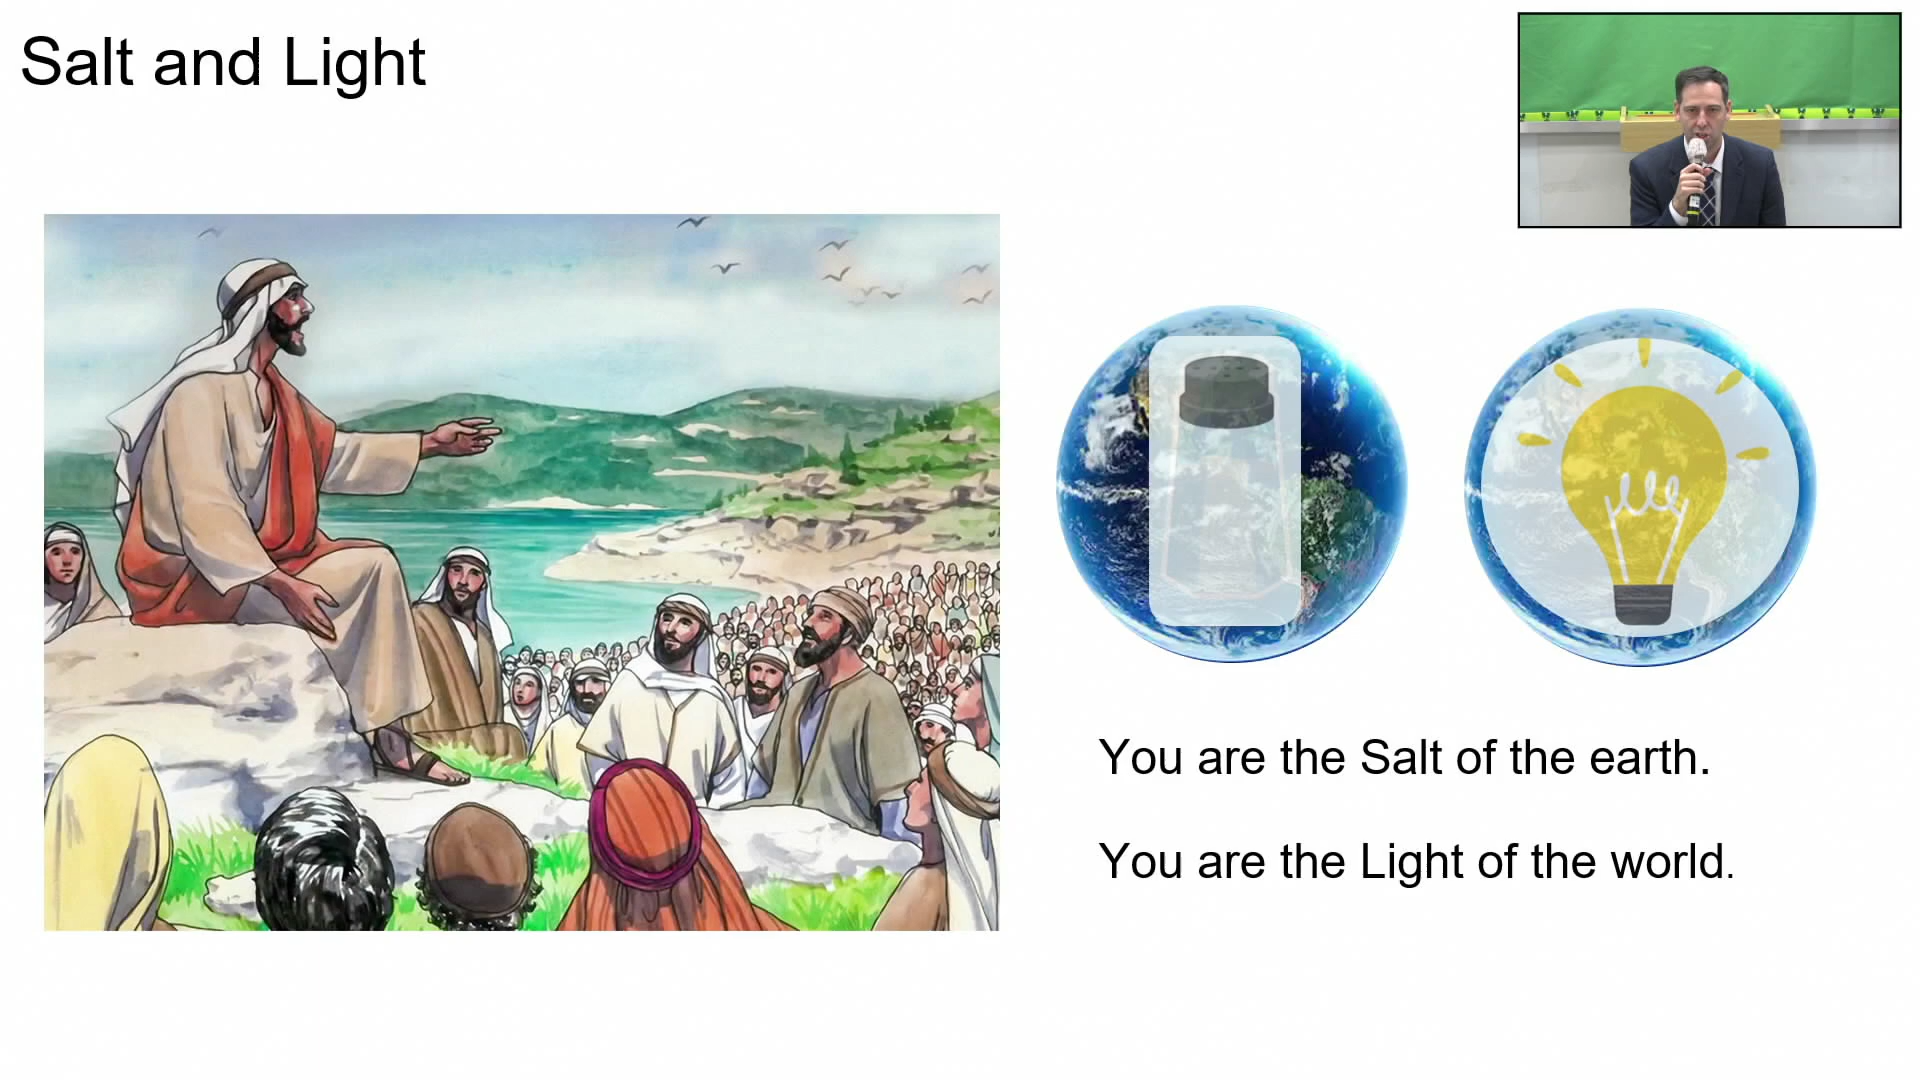 Salt and Light
You are the Salt of the earth.
You are the Light of the world.